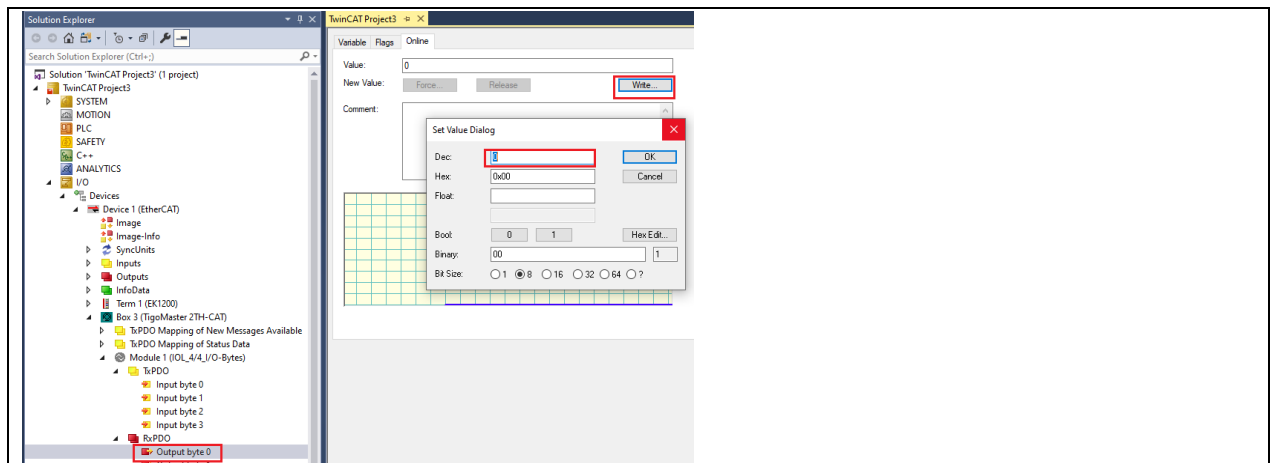 Solution Explorer
Search Solution Explorer (Ctrl+;)
Solution 'TwinCAT Project3' (1 project)
TwinCAT Project3
SYSTEM
MOTION
PLC
SAFETY
C++
ANALYTICS
I/O
Devices
Device 1 (EtherCAT)
Image
Image-Info
SyncUnits
Inputs
Outputs
InfoData
Term 1 (EK1200)
Box 3 (TigoMaster 2TH-CAT)
TxPDO Mapping of New Messages Available
TxPDO Mapping of Status Data
Module 1 (IOL_4/4_I/O-Bytes)
TxPDO
Input byte 0
Input byte 1
Input byte 2
Input byte 3
RxPDO
Output byte 0
TwinCAT Project3
Variable Flags Online
Value: 0
New Value: Force... Release Write...
Comment:
Set Value Dialog
Dec: 0 OK
Hex: 0x00 Cancel
Float:
Bool: 0 1 Hex Edit...
Binary: 00 1
Bit Size: 1 8 16 32 64 ?